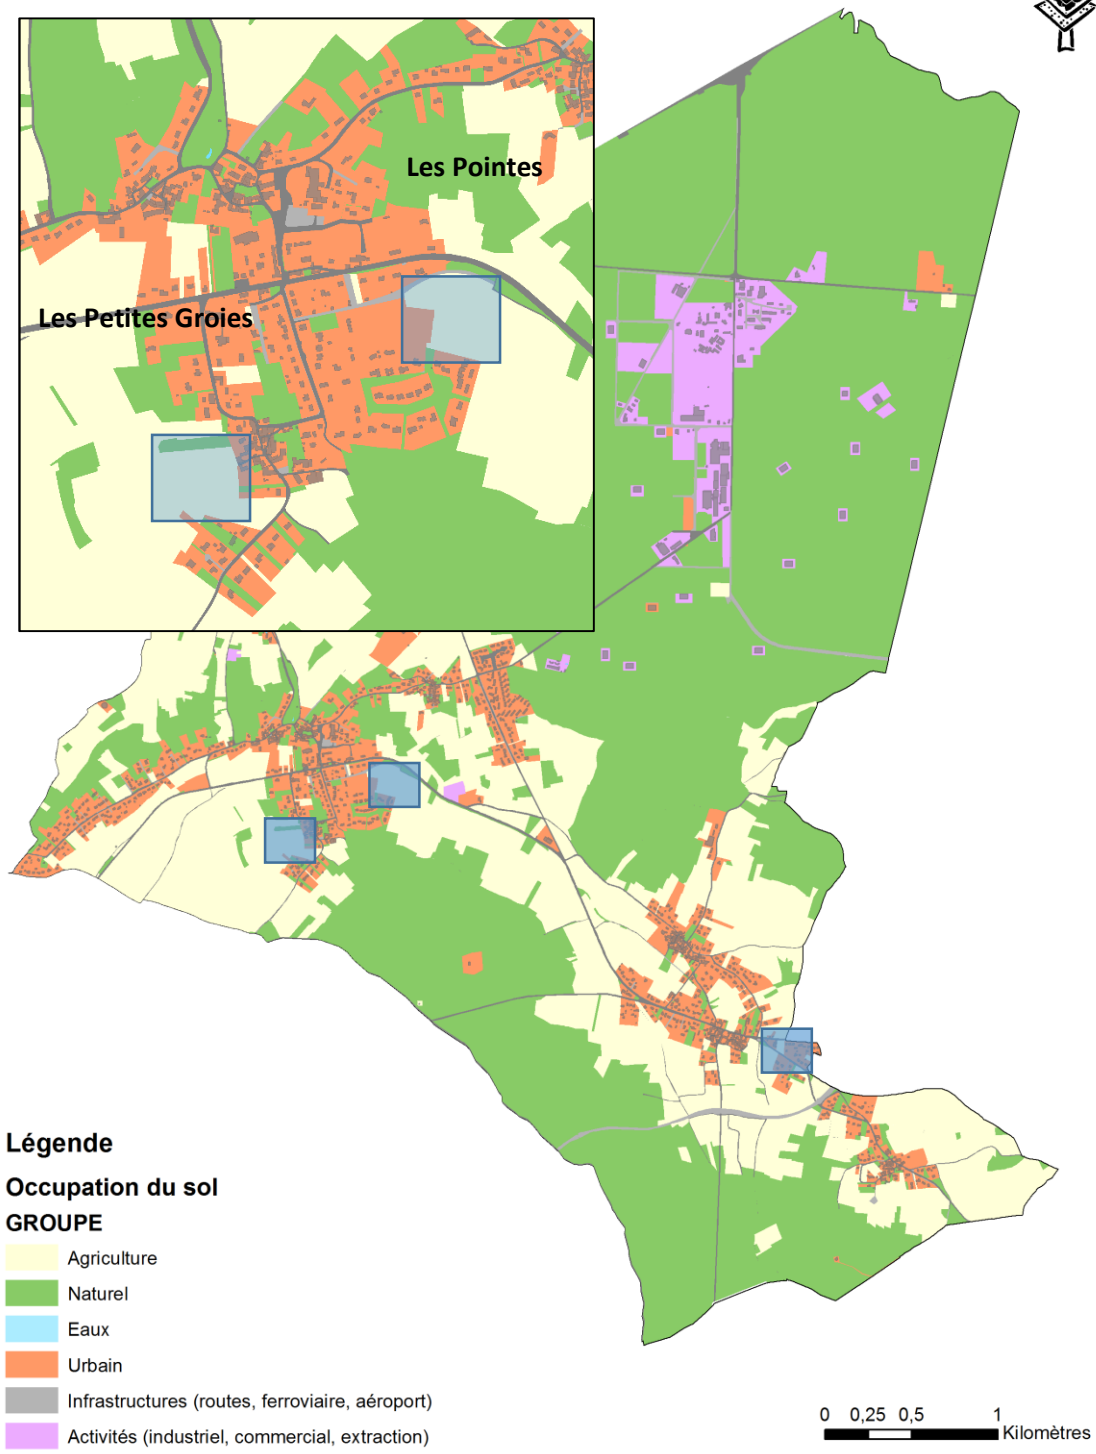 Les Pointes
Les Petites Groies
Légende
Occupation du sol
GROUPE
Agriculture
Naturel
Eaux
Urbain
Infrastructures (routes, ferroviaire, aéroport)
Activités (industriel, commercial, extraction)
0 0,25 0,5 1
Kilomètres